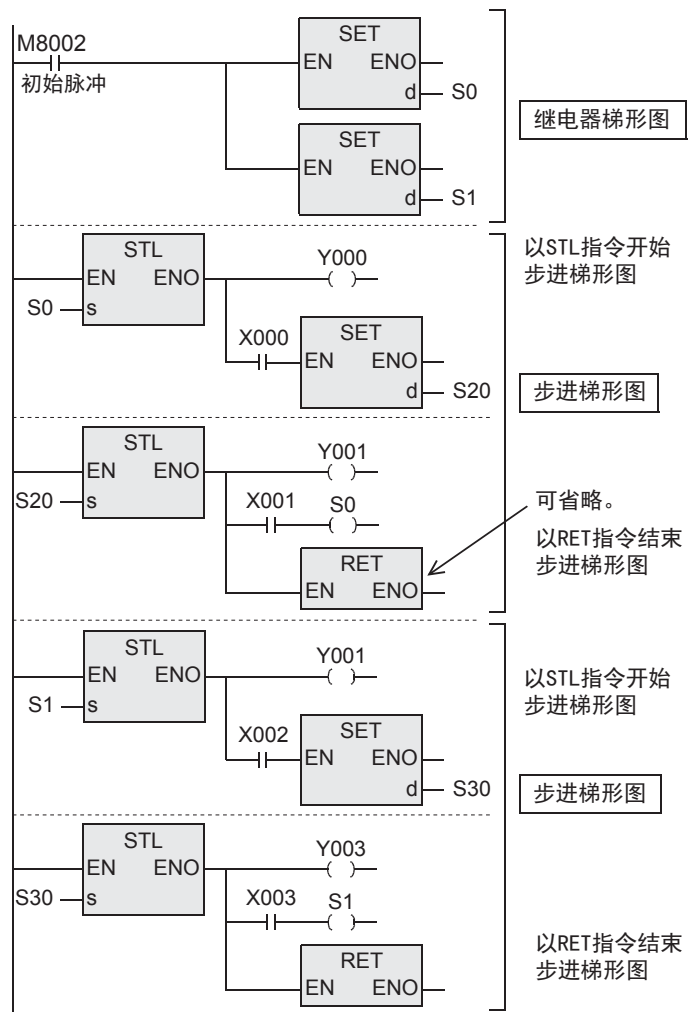 M8002
初始脉冲
SET
EN ENO
d S0
SET
EN ENO
d S1
继电器梯形图
STL
EN ENO
S0 s
Y000
X000
SET
EN ENO
d S20
以STL指令开始
步进梯形图
步进梯形图
STL
EN ENO
S20 s
Y001
X001 S0
RET
EN ENO
可省略。
以RET指令结束
步进梯形图
STL
EN ENO
S1 s
Y001
X002
SET
EN ENO
d S30
以STL指令开始
步进梯形图
步进梯形图
STL
EN ENO
S30 s
Y003
X003 S1
RET
EN ENO
以RET指令结束
步进梯形图